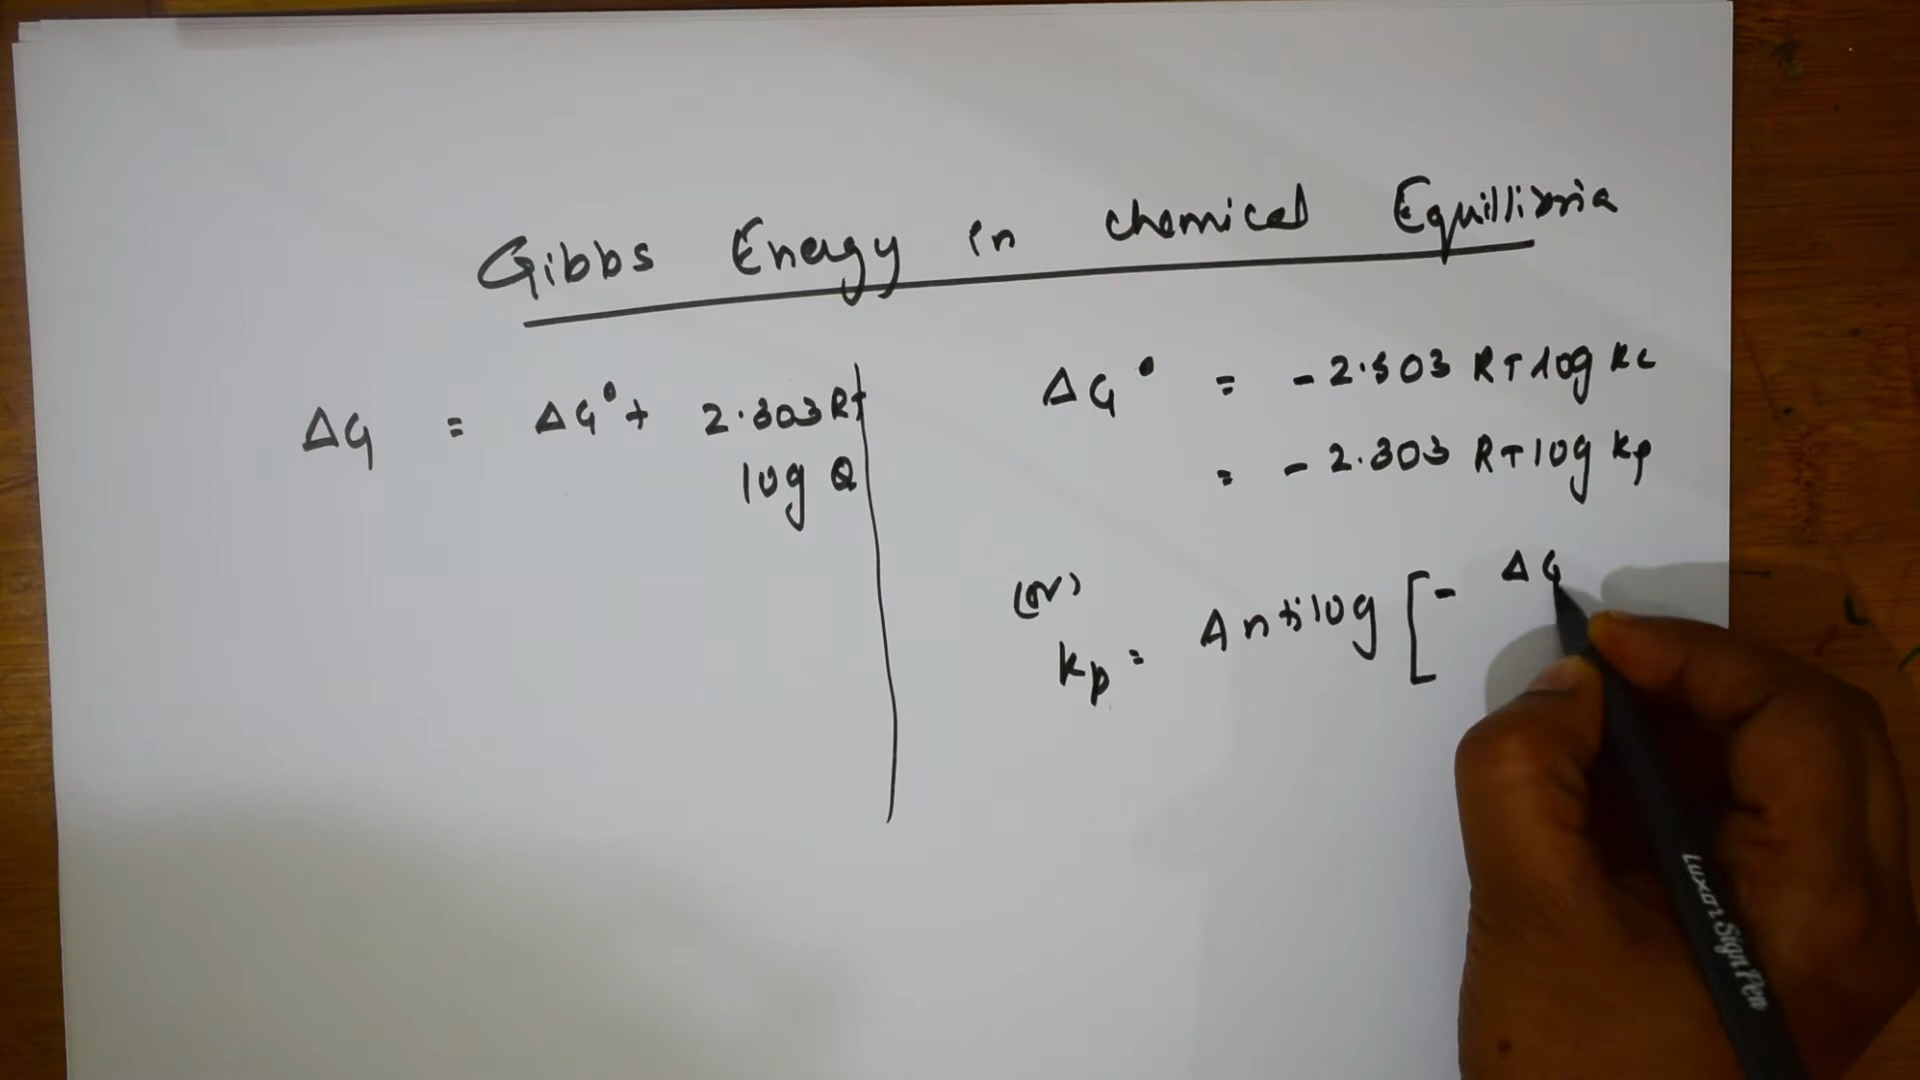 Gibbs Energy in chemical Equillibria
ΔG = ΔG° + 2.303RT
log Q
ΔG° = - 2.303 RT log Kc
= - 2.303 RT log Kp
(or)
Kp = Antilog [ - ΔG
Luxor Sign Pen